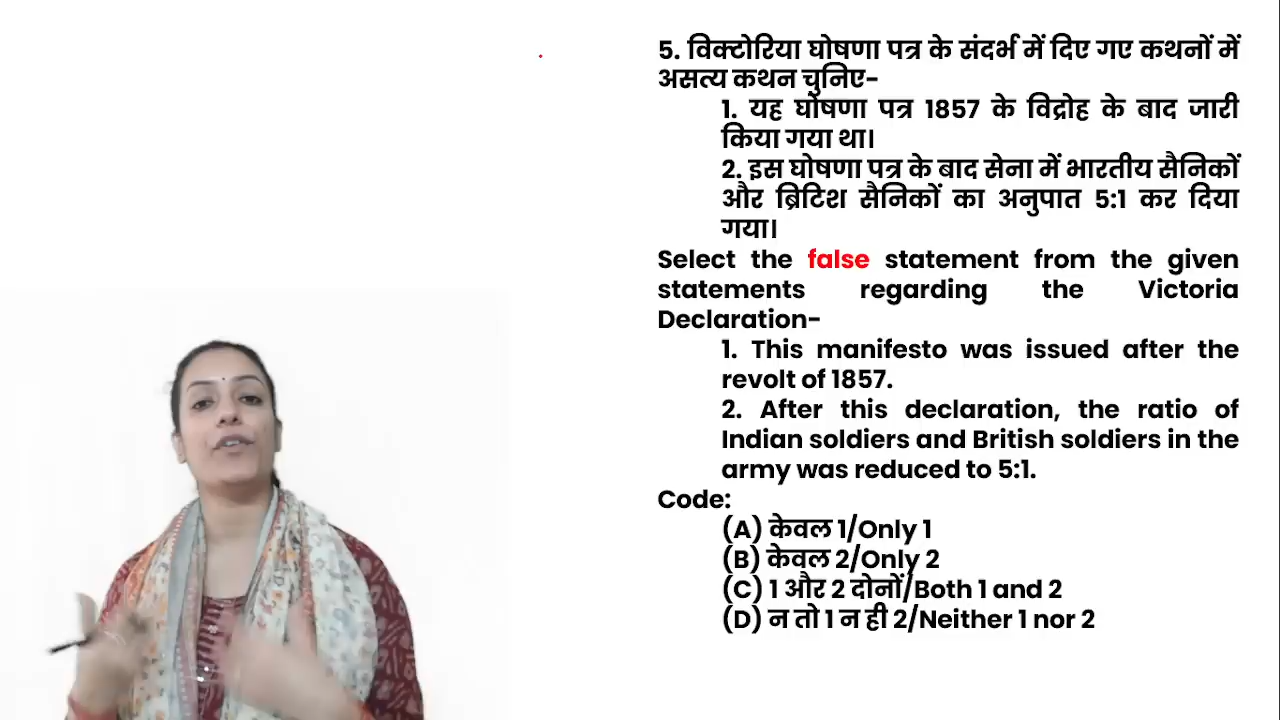 5. विक्टोरिया घोषणा पत्र के संदर्भ में दिए गए कथनों में
असत्य कथन चुनिए-
1. यह घोषणा पत्र 1857 के विद्रोह के बाद जारी
किया गया था।
2. इस घोषणा पत्र के बाद सेना में भारतीय सैनिकों
और ब्रिटिश सैनिकों का अनुपात 5:1 कर दिया
गया।
Select the false statement from the given
statements regarding the Victoria
Declaration-
1. This manifesto was issued after the
revolt of 1857.
2. After this declaration, the ratio of
Indian soldiers and British soldiers in the
army was reduced to 5:1.
Code:
(A) केवल 1/Only 1
(B) केवल 2/Only 2
(C) 1 और 2 दोनों/Both 1 and 2
(D) न तो 1 न ही 2/Neither 1 nor 2